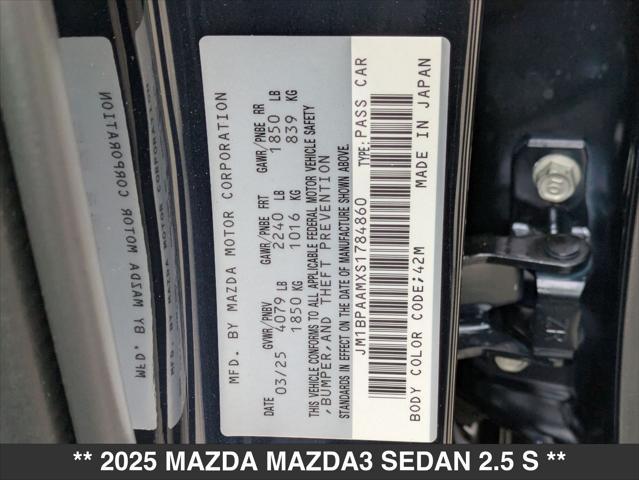 MFD. BY MAZDA MOTOR CORPORATION
DATE GVWR/PNBV GAWR/PNBE FRT GAWR/PNBE RR
03/25 4079 LB 2240 LB 1850 LB
1850 KG 1016 KG 839 KG
THIS VEHICLE CONFORMS TO ALL APPLICABLE FEDERAL MOTOR VEHICLE SAFETY
,BUMPER,AND THEFT PREVENTION
STANDARDS IN EFFECT ON THE DATE OF MANUFACTURE SHOWN ABOVE.
JM1BPAAMXS1784860 TYPE:PASS CAR
BODY COLOR CODE:42M MADE IN JAPAN
MFD. BY MAZDA MOTOR CORPORATION
** 2025 MAZDA MAZDA3 SEDAN 2.5 S **